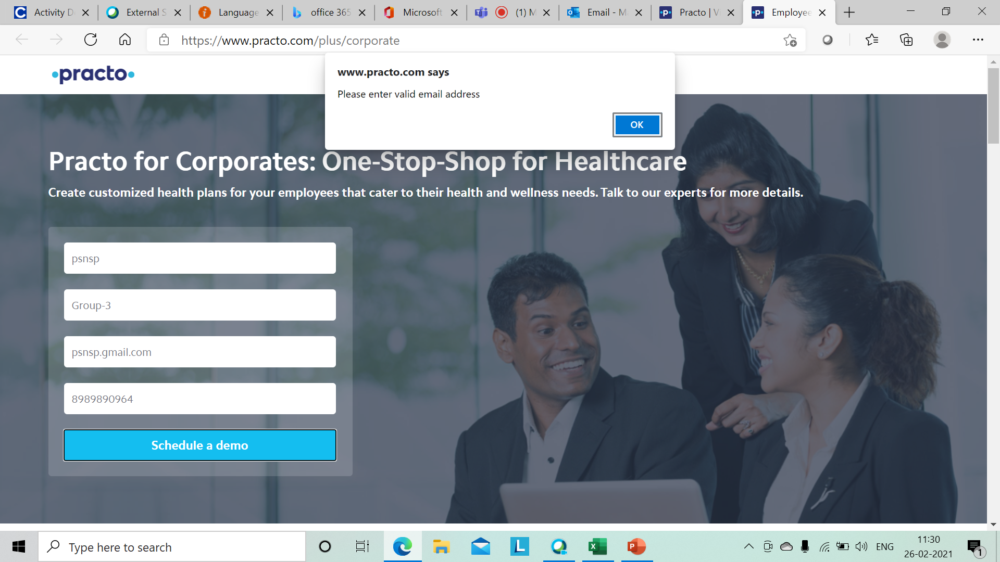 Activity D
External S
Language
office 365
Microsoft
(1) M
Email - M
Practo | V
Employee
https://www.practo.com/plus/corporate
practo
www.practo.com says
Please enter valid email address
OK
Practo for Corporates: One-Stop-Shop for Healthcare
Create customized health plans for your employees that cater to their health and wellness needs. Talk to our experts for more details.
psnsp
Group-3
psnsp.gmail.com
8989890964
Schedule a demo
Type here to search
ENG
11:30
26-02-2021
1